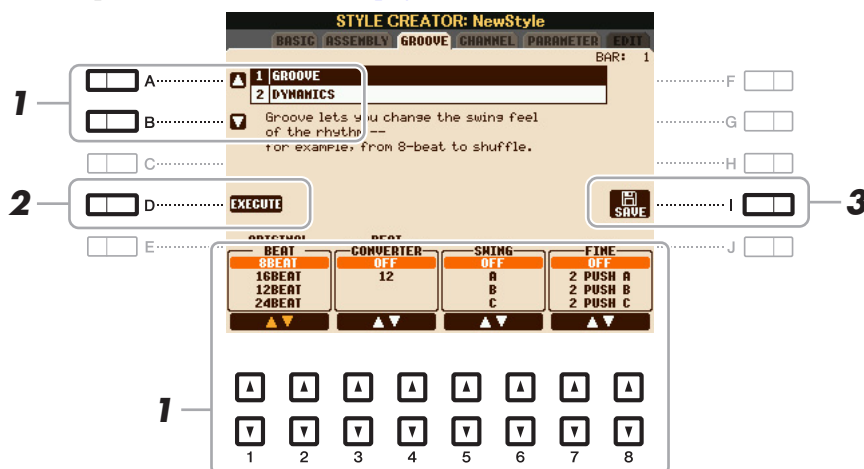 STYLE CREATOR: NewStyle
BASIC ASSEMBLY GROOVE CHANNEL PARAMETER EDIT
BAR: 1
1 GROOVE
2 DYNAMICS
Groove lets you change the swing feel
of the rhythm --
for example, from 8-beat to shuffle.
EXECUTE
SAVE
A
B
C
D
E
F
G
H
I
J
1
2
3
ORIGINAL BEAT
BEAT CONVERTER SWING FINE
8BEAT OFF OFF OFF
16BEAT 12 A 2 PUSH A
12BEAT B 2 PUSH B
24BEAT C 2 PUSH C
1
1 2 3 4 5 6 7 8